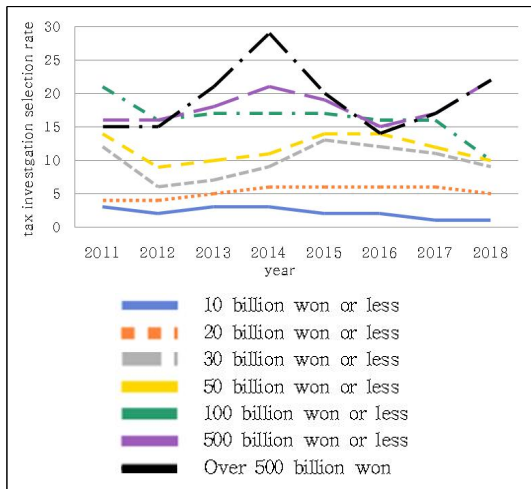 tax investgation selection rate
30
25
20
15
10
5
0
2011 2012 2013 2014 2015 2016 2017 2018
year
10 billion won or less
20 billion won or less
30 billion won or less
50 billion won or less
100 billion won or less
500 billion won or less
Over 500 billion won